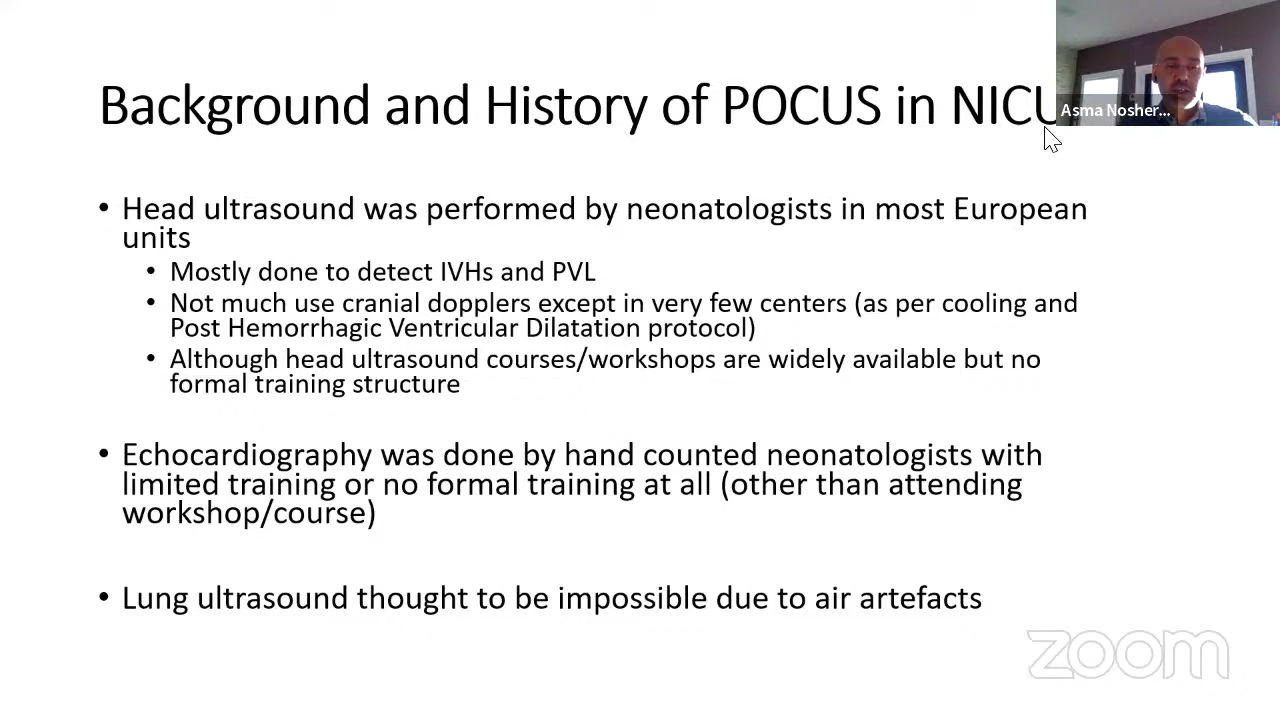 Background and History of POCUS in NICU
Asma Nosher...
• Head ultrasound was performed by neonatologists in most European
units
• Mostly done to detect IVHs and PVL
• Not much use cranial dopplers except in very few centers (as per cooling and
Post Hemorrhagic Ventricular Dilatation protocol)
• Although head ultrasound courses/workshops are widely available but no
formal training structure
• Echocardiography was done by hand counted neonatologists with
limited training or no formal training at all (other than attending
workshop/course)
• Lung ultrasound thought to be impossible due to air artefacts
zoom